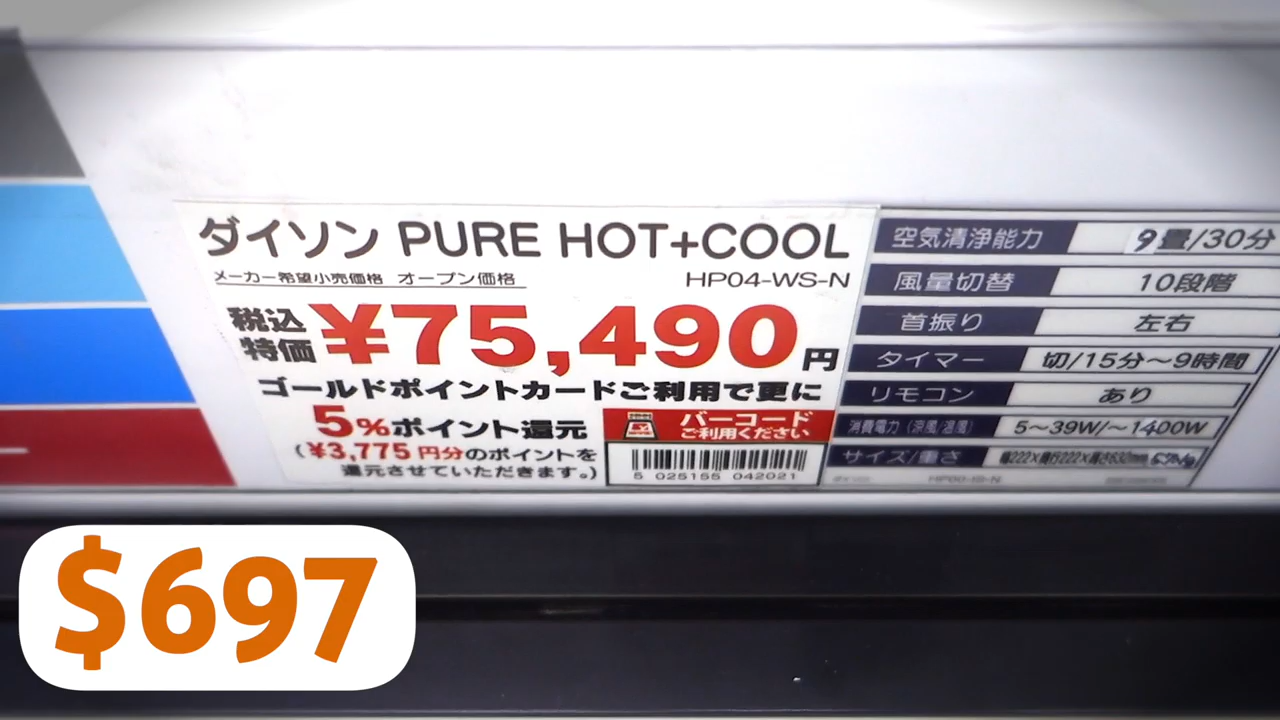 ダイソン PURE HOT+COOL
メーカー希望小売価格 オープン価格
HP04-WS-N
税込
特価
¥75,490円
ゴールドポイントカードご利用で更に
5%ポイント還元
(¥3,775円分のポイントを
還元させていただきます。)
バーコード
ご利用ください
5 025155 042021
空気清浄能力 9畳/30分
風量切替 10段階
首振り 左右
タイマー 切/15分〜9時間
リモコン あり
消費電力(涼風/温風) 5〜39W/〜1400W
サイズ/重さ
$697